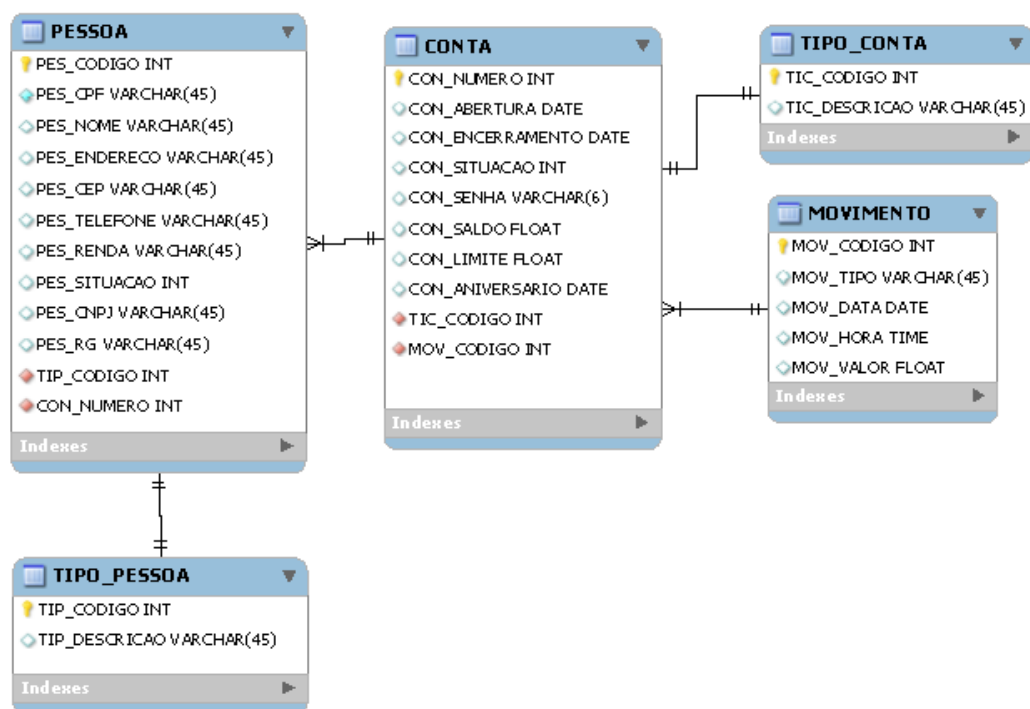 PESSOA
PES_CODIGO INT
PES_CPF VARCHAR(45)
PES_NOME VARCHAR(45)
PES_ENDERECO VARCHAR(45)
PES_CEP VARCHAR(45)
PES_TELEFONE VARCHAR(45)
PES_RENDA VARCHAR(45)
PES_SITUACAO INT
PES_CNPJ VARCHAR(45)
PES_RG VARCHAR(45)
TIP_CODIGO INT
CON_NUMERO INT
Indexes
CONTA
CON_NUMERO INT
CON_ABERTURA DATE
CON_ENCERRAMENTO DATE
CON_SITUACAO INT
CON_SENHA VARCHAR(6)
CON_SALDO FLOAT
CON_LIMITE FLOAT
CON_ANIVERSARIO DATE
TIC_CODIGO INT
MOV_CODIGO INT
Indexes
TIPO_CONTA
TIC_CODIGO INT
TIC_DESCRICAO VARCHAR(45)
Indexes
MOVIMENTO
MOV_CODIGO INT
MOV_TIPO VARCHAR(45)
MOV_DATA DATE
MOV_HORA TIME
MOV_VALOR FLOAT
Indexes
TIPO_PESSOA
TIP_CODIGO INT
TIP_DESCRICAO VARCHAR(45)
Indexes